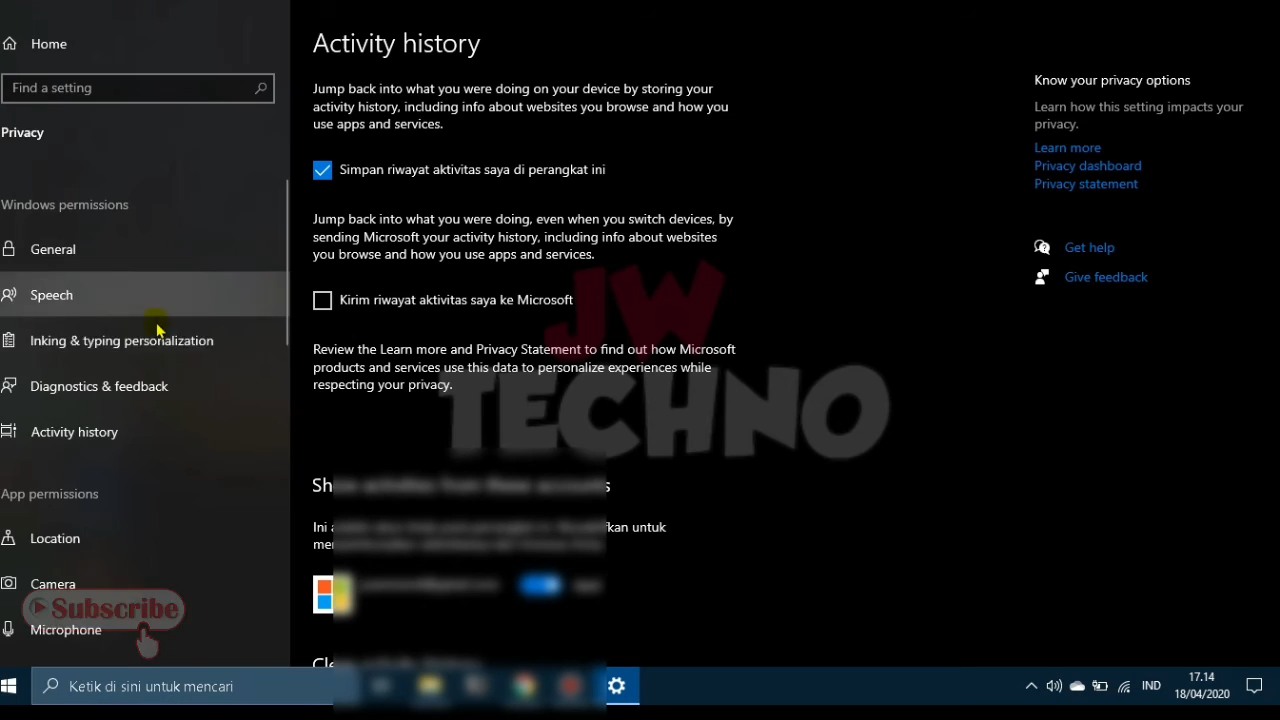 Home
Find a setting
Privacy
Windows permissions
General
Speech
Inking & typing personalization
Diagnostics & feedback
Activity history
App permissions
Location
Camera
Subscribe
Microphone
Activity history
Jump back into what you were doing on your device by storing your
activity history, including info about websites you browse and how you
use apps and services.
Simpan riwayat aktivitas saya di perangkat ini
Jump back into what you were doing, even when you switch devices, by
sending Microsoft your activity history, including info about websites
you browse and how you use apps and services.
Kirim riwayat aktivitas saya ke Microsoft
Review the Learn more and Privacy Statement to find out how Microsoft
products and services use this data to personalize experiences while
respecting your privacy.
JW
TECHNO
Show activities from these accounts
Ini
untuk
Know your privacy options
Learn how this setting impacts your
privacy.
Learn more
Privacy dashboard
Privacy statement
Get help
Give feedback
Ketik di sini untuk mencari
IND
17.14
18/04/2020